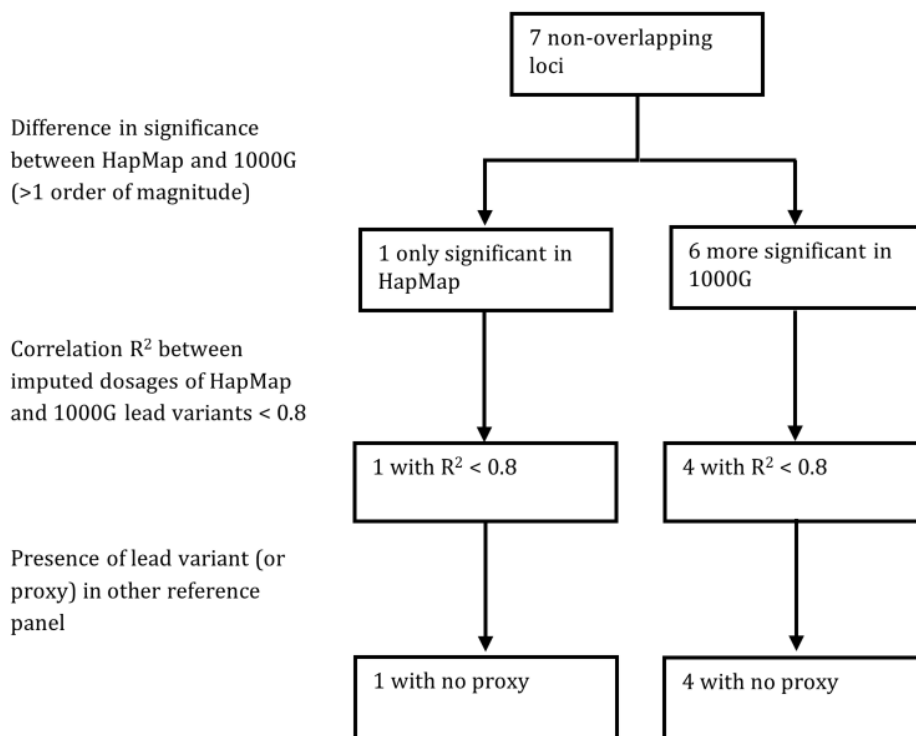 7 non-overlapping
loci
Difference in significance
between HapMap and 1000G
(>1 order of magnitude)
1 only significant in
HapMap
6 more significant in
1000G
Correlation R² between
imputed dosages of HapMap
and 1000G lead variants < 0.8
1 with R² < 0.8
4 with R² < 0.8
Presence of lead variant (or
proxy) in other reference
panel
1 with no proxy
4 with no proxy